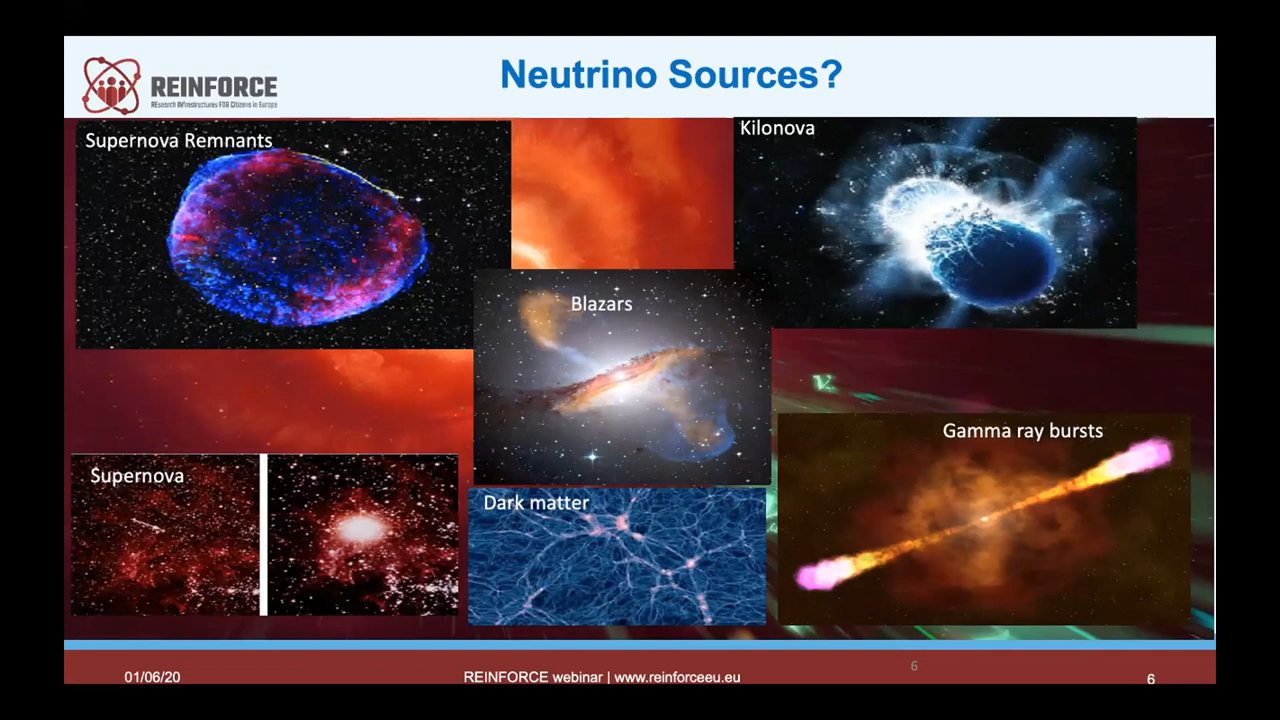 REINFORCE
REsearch INfrastructures FOR Citizens in Europe
Neutrino Sources?
Supernova Remnants
Kilonova
Blazars
ν
Gamma ray bursts
Supernova
Dark matter
6
01/06/20
REINFORCE webinar | www.reinforceeu.eu
6